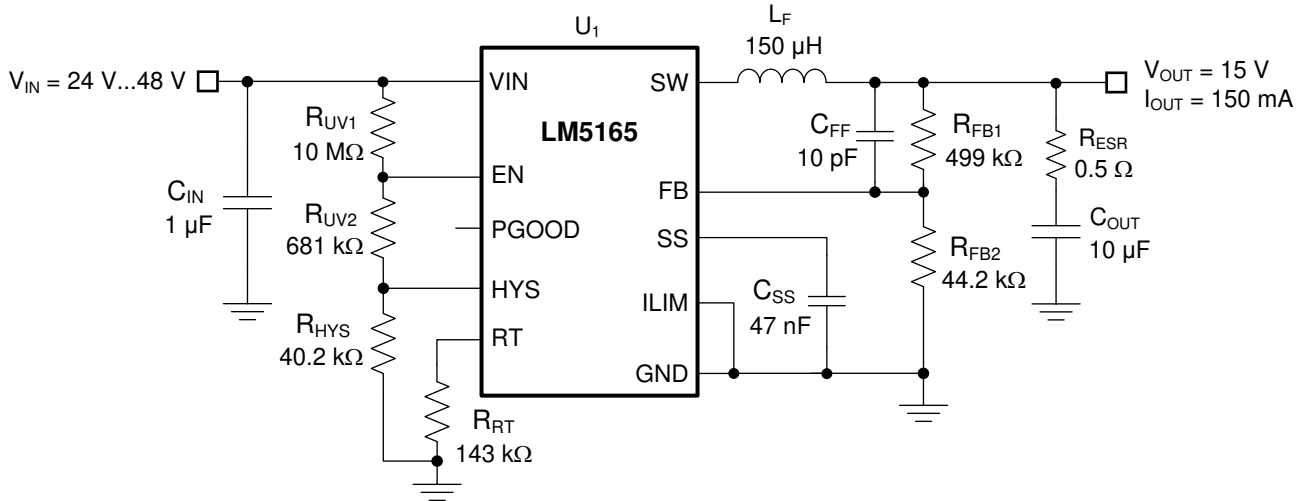 U1
LF
150 µH
VIN = 24 V...48 V
VIN
SW
VOUT = 15 V
IOUT = 150 mA
RUV1
10 MΩ
LM5165
CFF
10 pF
RFB1
499 kΩ
RESR
0.5 Ω
EN
FB
CIN
1 µF
RUV2
681 kΩ
PGOOD
SS
COUT
10 µF
RFB2
44.2 kΩ
HYS
ILIM
CSS
47 nF
RHYS
40.2 kΩ
RT
GND
RRT
143 kΩ